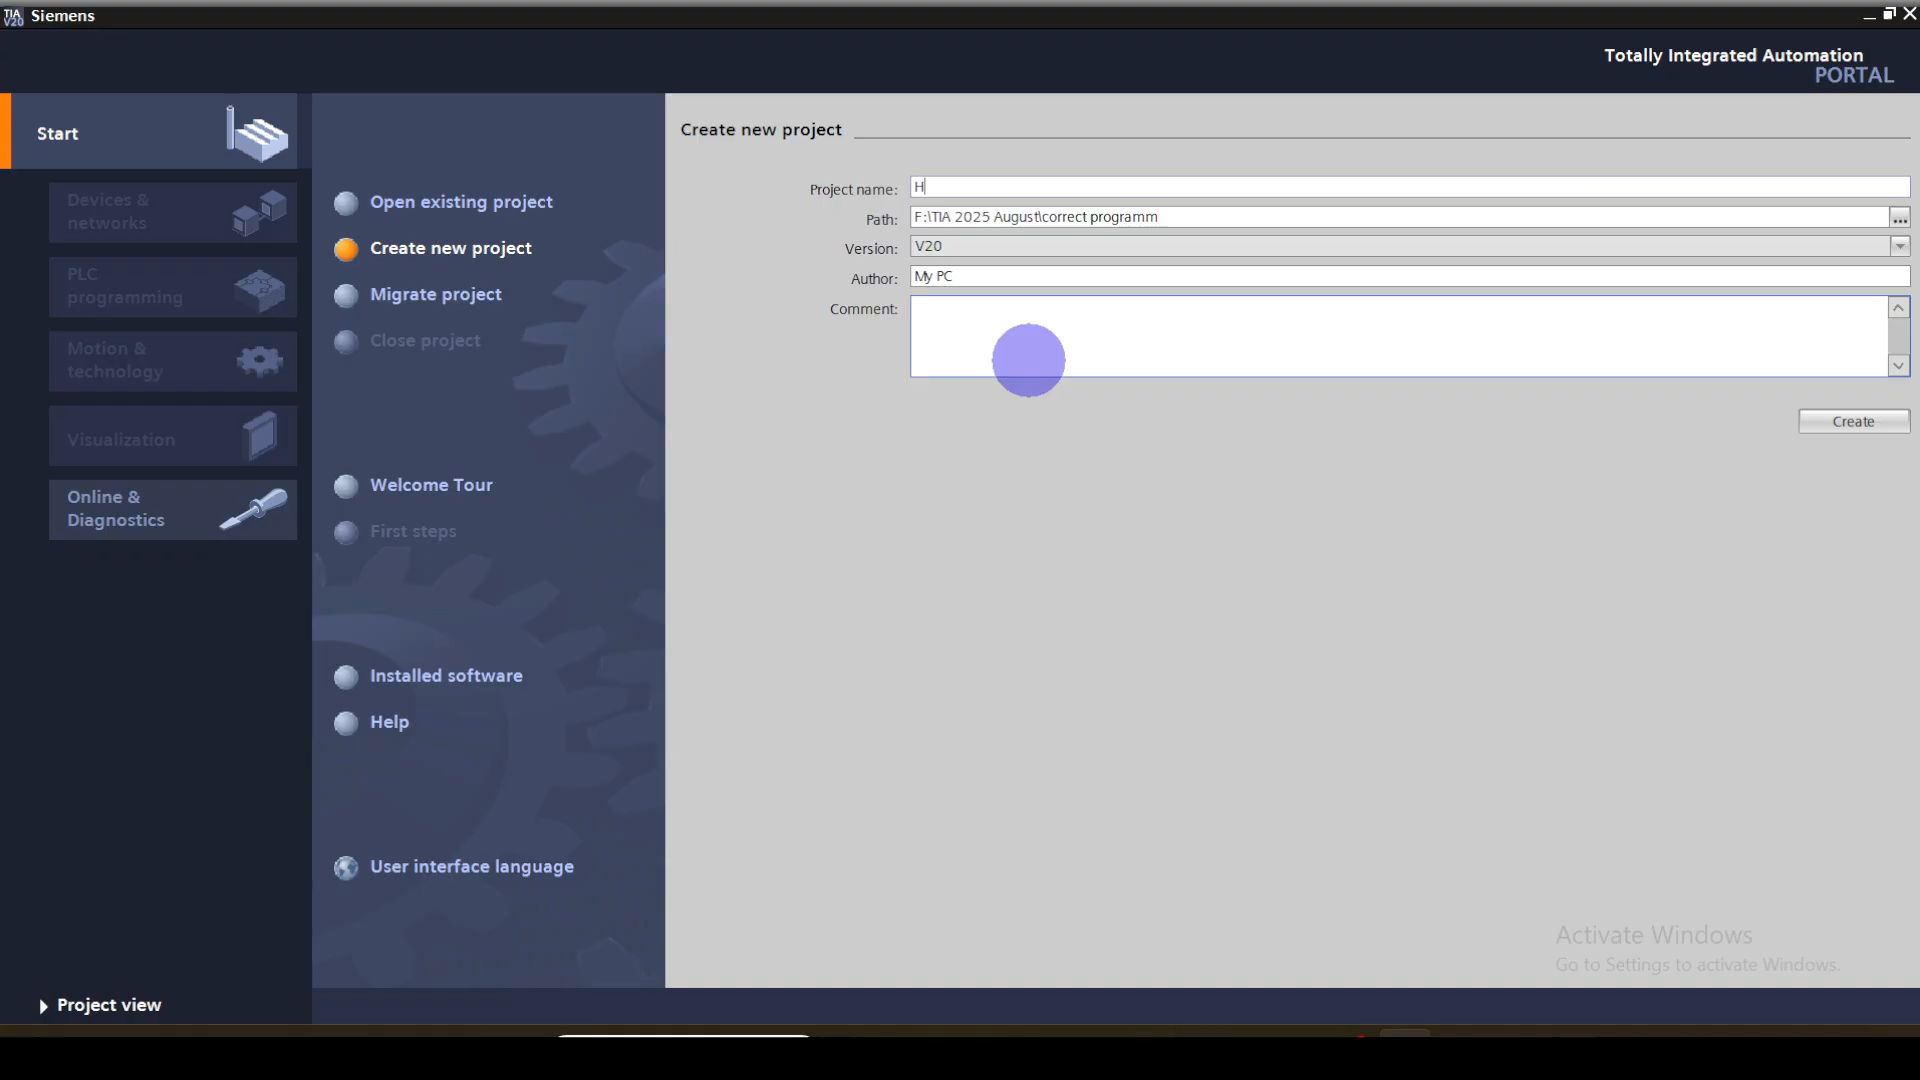 TIA
V20
Siemens
Totally Integrated Automation
PORTAL
Start
Devices &
networks
PLC
programming
Motion &
technology
Visualization
Online &
Diagnostics
Project view
Open existing project
Create new project
Migrate project
Close project
Welcome Tour
First steps
Installed software
Help
User interface language
Create new project
Project name: H
Path: F:\TIA 2025 August\correct programm ...
Version: V20
Author: My PC
Comment:
Create
Activate Windows
Go to Settings to activate Windows.